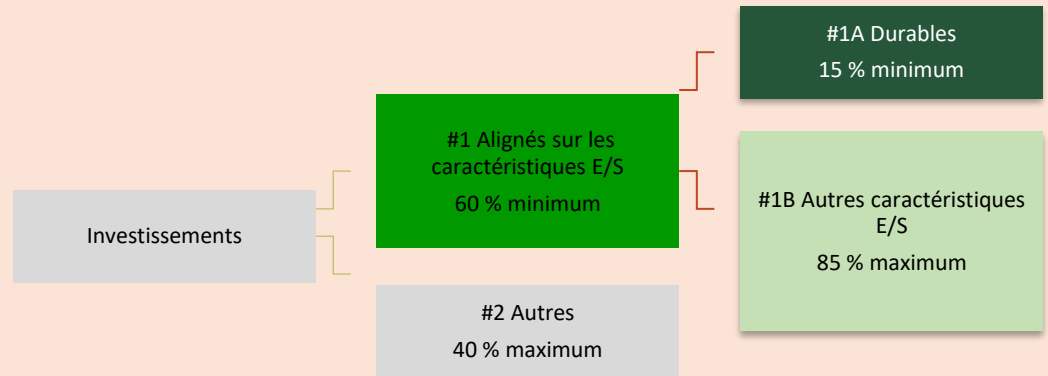 #1A Durables
15 % minimum
#1 Alignés sur les
caractéristiques E/S
60 % minimum
#1B Autres caractéristiques
E/S
85 % maximum
Investissements
#2 Autres
40 % maximum